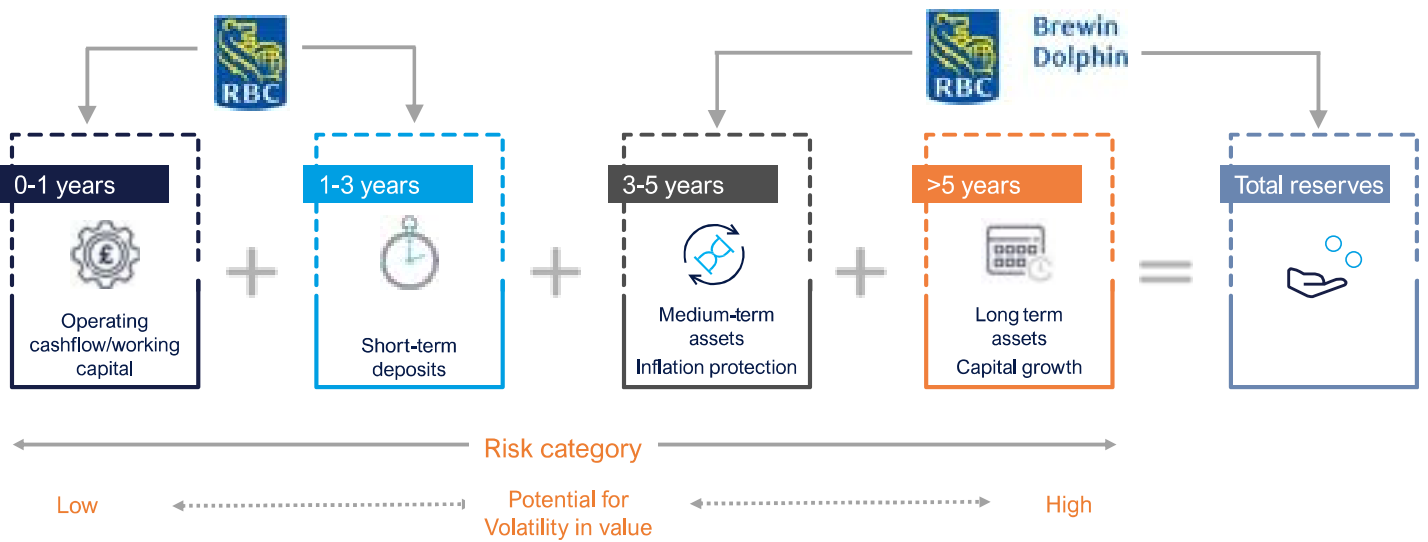 RBC
RBC
Brewin
Dolphin
0-1 years
1-3 years
3-5 years
>5 years
Total reserves
£
Operating
cashflow/working
capital
Short-term
deposits
Medium-term
assets
Inflation protection
Long term
assets
Capital growth
Risk category
Low
Potential for
Volatility in value
High